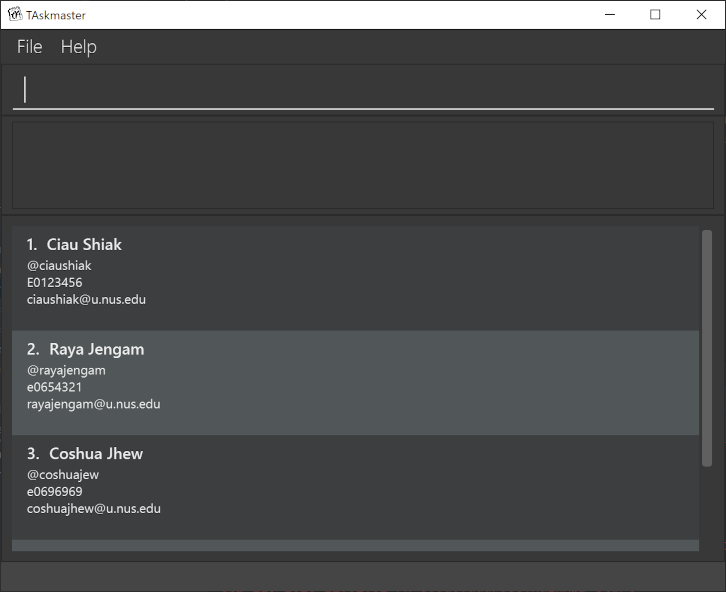 TAskmaster
File Help
1. Ciau Shiak
@ciaushiak
E0123456
ciaushiak@u.nus.edu
2. Raya Jengam
@rayajengam
e0654321
rayajengam@u.nus.edu
3. Coshua Jhew
@coshuajew
e0696969
coshuajhew@u.nus.edu